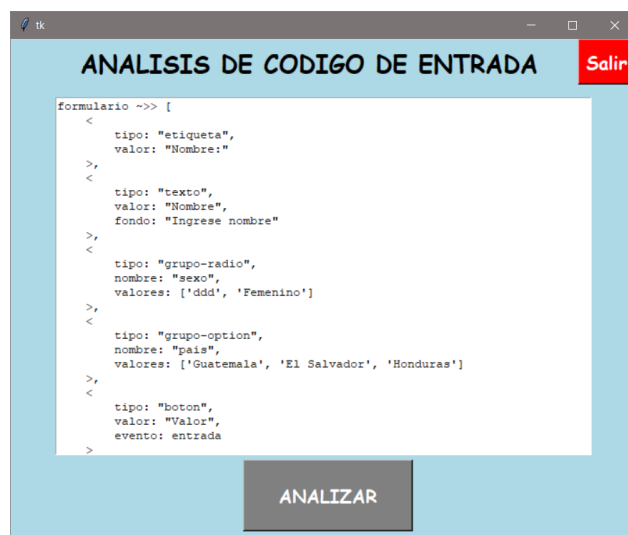 tk
ANALISIS DE CODIGO DE ENTRADA
Salir
formulario ~>> [
    <
        tipo: "etiqueta",
        valor: "Nombre:"
    >,
    <
        tipo: "texto",
        valor: "Nombre",
        fondo: "Ingrese nombre"
    >,
    <
        tipo: "grupo-radio",
        nombre: "sexo",
        valores: ['ddd', 'Femenino']
    >,
    <
        tipo: "grupo-option",
        nombre: "pais",
        valores: ['Guatemala', 'El Salvador', 'Honduras']
    >,
    <
        tipo: "boton",
        valor: "Valor",
        evento: entrada
    >
ANALIZAR